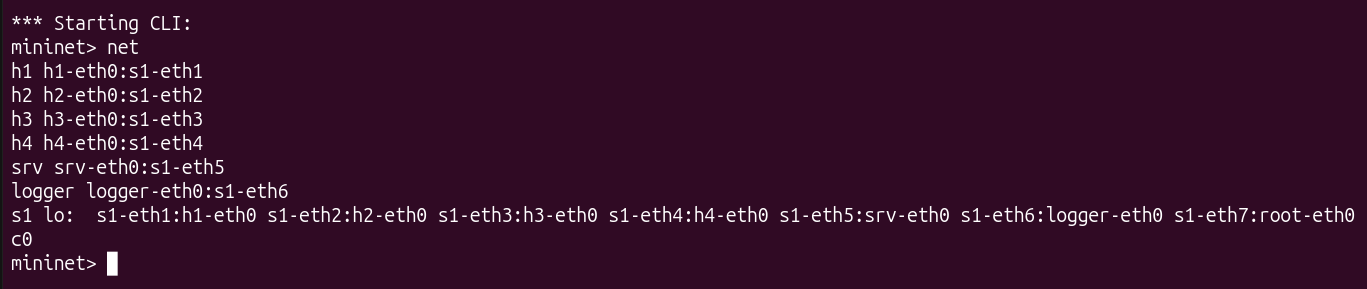 *** Starting CLI:
mininet> net
h1 h1-eth0:s1-eth1
h2 h2-eth0:s1-eth2
h3 h3-eth0:s1-eth3
h4 h4-eth0:s1-eth4
srv srv-eth0:s1-eth5
logger logger-eth0:s1-eth6
s1 lo:  s1-eth1:h1-eth0 s1-eth2:h2-eth0 s1-eth3:h3-eth0 s1-eth4:h4-eth0 s1-eth5:srv-eth0 s1-eth6:logger-eth0 s1-eth7:root-eth0
c0
mininet>